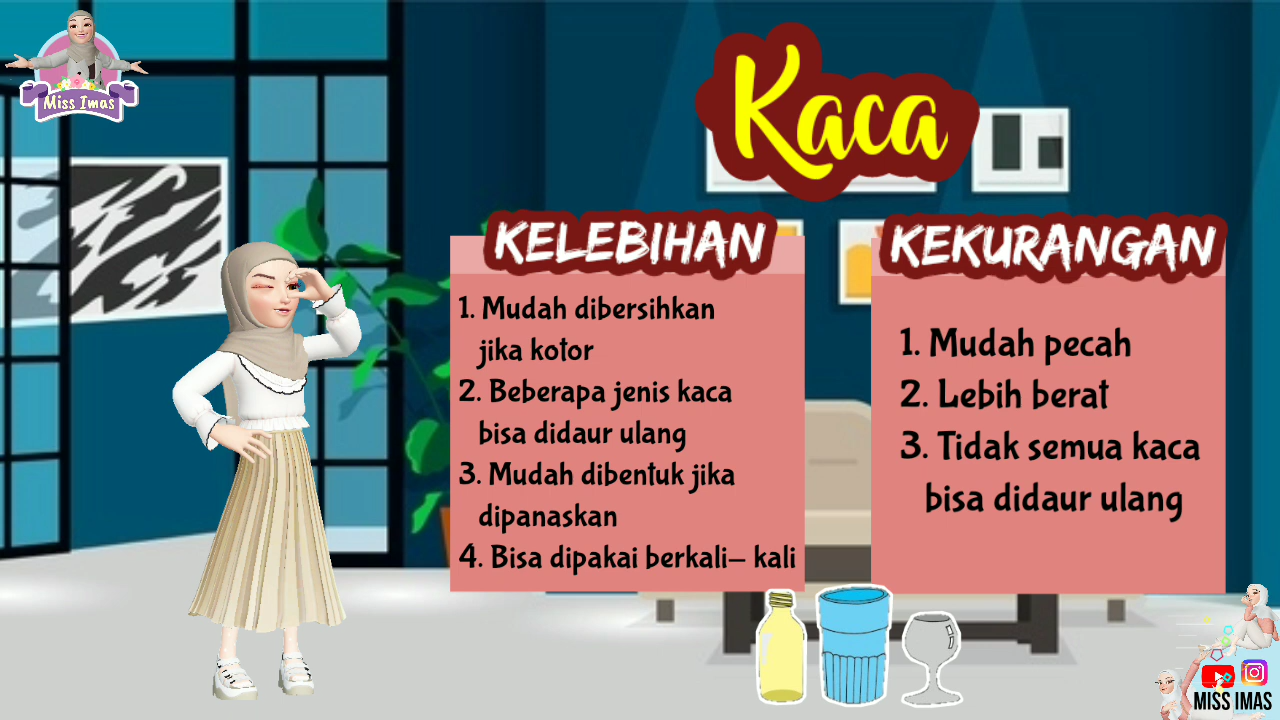 Miss Imas
Kaca
KELEBIHAN
1. Mudah dibersihkan
jika kotor
2. Beberapa jenis kaca
bisa didaur ulang
3. Mudah dibentuk jika
dipanaskan
4. Bisa dipakai berkali- kali
KEKURANGAN
1. Mudah pecah
2. Lebih berat
3. Tidak semua kaca
bisa didaur ulang
MISS IMAS